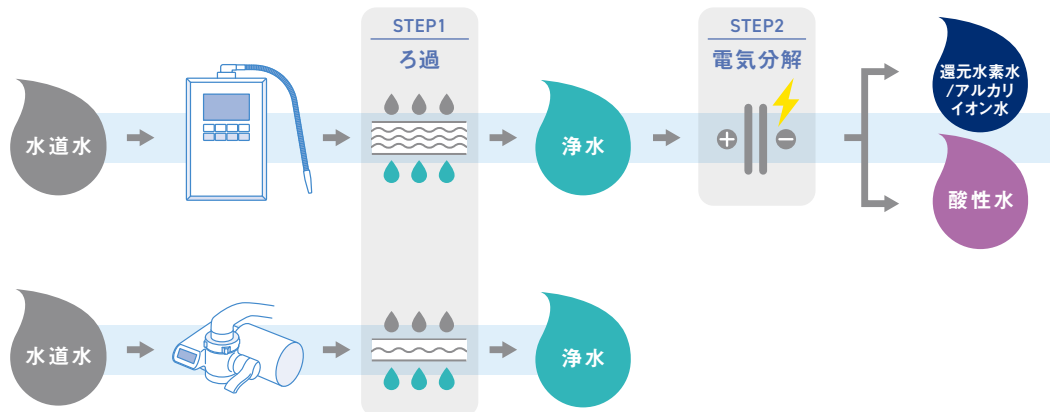 STEP1
ろ過
STEP2
電気分解
水道水
浄水
還元水素水
/アルカリ
イオン水
酸性水
水道水
浄水